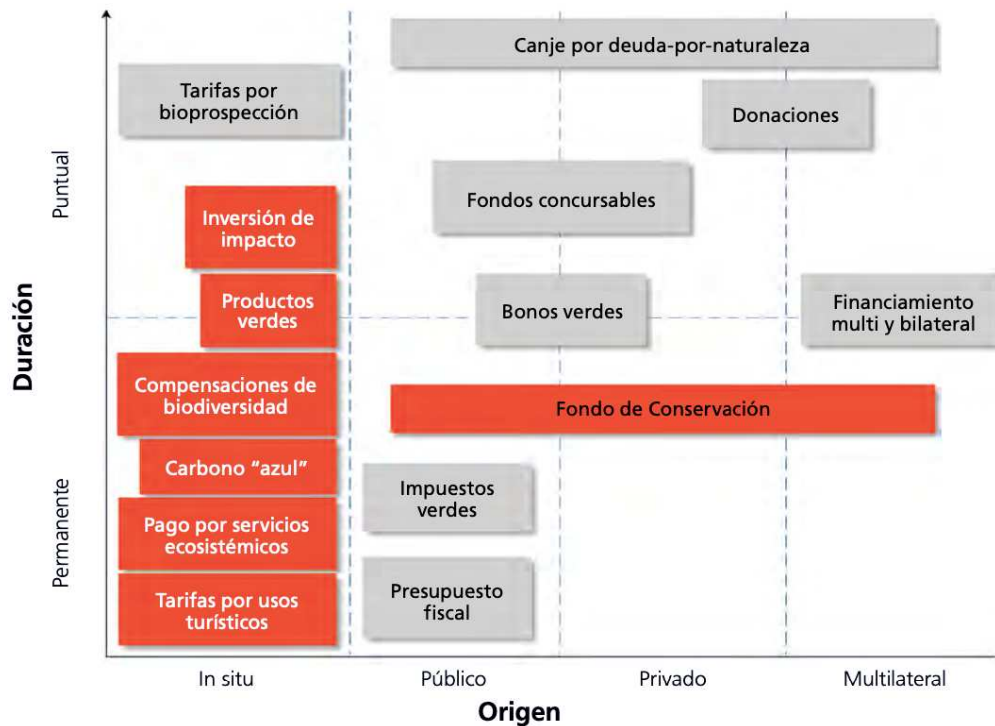 Canje por deuda-por-naturaleza
Tarifas por
bioprospección
Donaciones
Puntual
Fondos concursables
Inversión de
impacto
Productos
verdes
Bonos verdes
Financiamiento
multi y bilateral
Duración
Compensaciones de
biodiversidad
Fondo de Conservación
Carbono “azul”
Impuestos
verdes
Permanente
Pago por servicios
ecosistémicos
Presupuesto
fiscal
Tarifas por usos
turísticos
In situ
Público
Privado
Multilateral
Origen